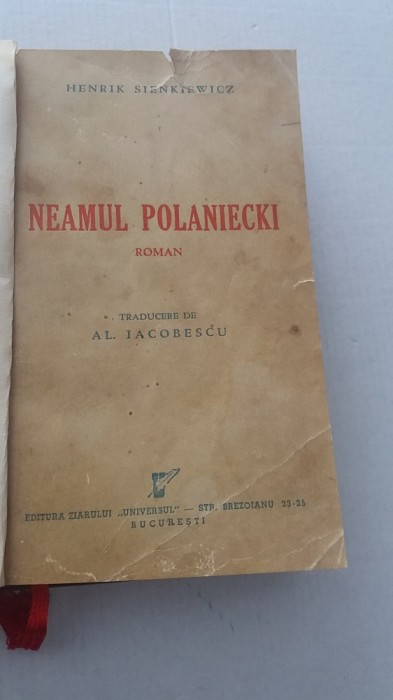 HENRIK SIENKIEWICZ
NEAMUL POLANIECKI
ROMAN
TRADUCERE DE
AL. IACOBESCU
EDITURA ZIARULUI „UNIVERSUL" — STR. BREZOIANU 23-25
BUCUREȘTI